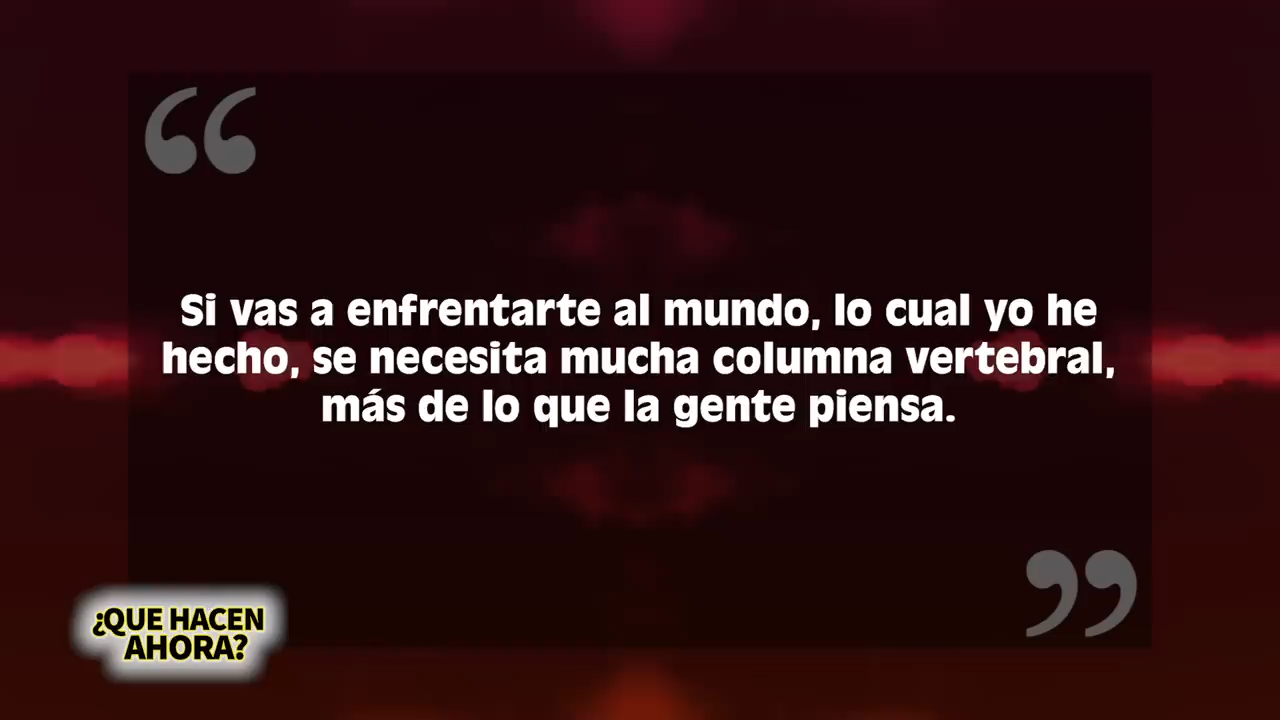 “
Si vas a enfrentarte al mundo, lo cual yo he
hecho, se necesita mucha columna vertebral,
más de lo que la gente piensa.
”
¿QUE HACEN
AHORA?